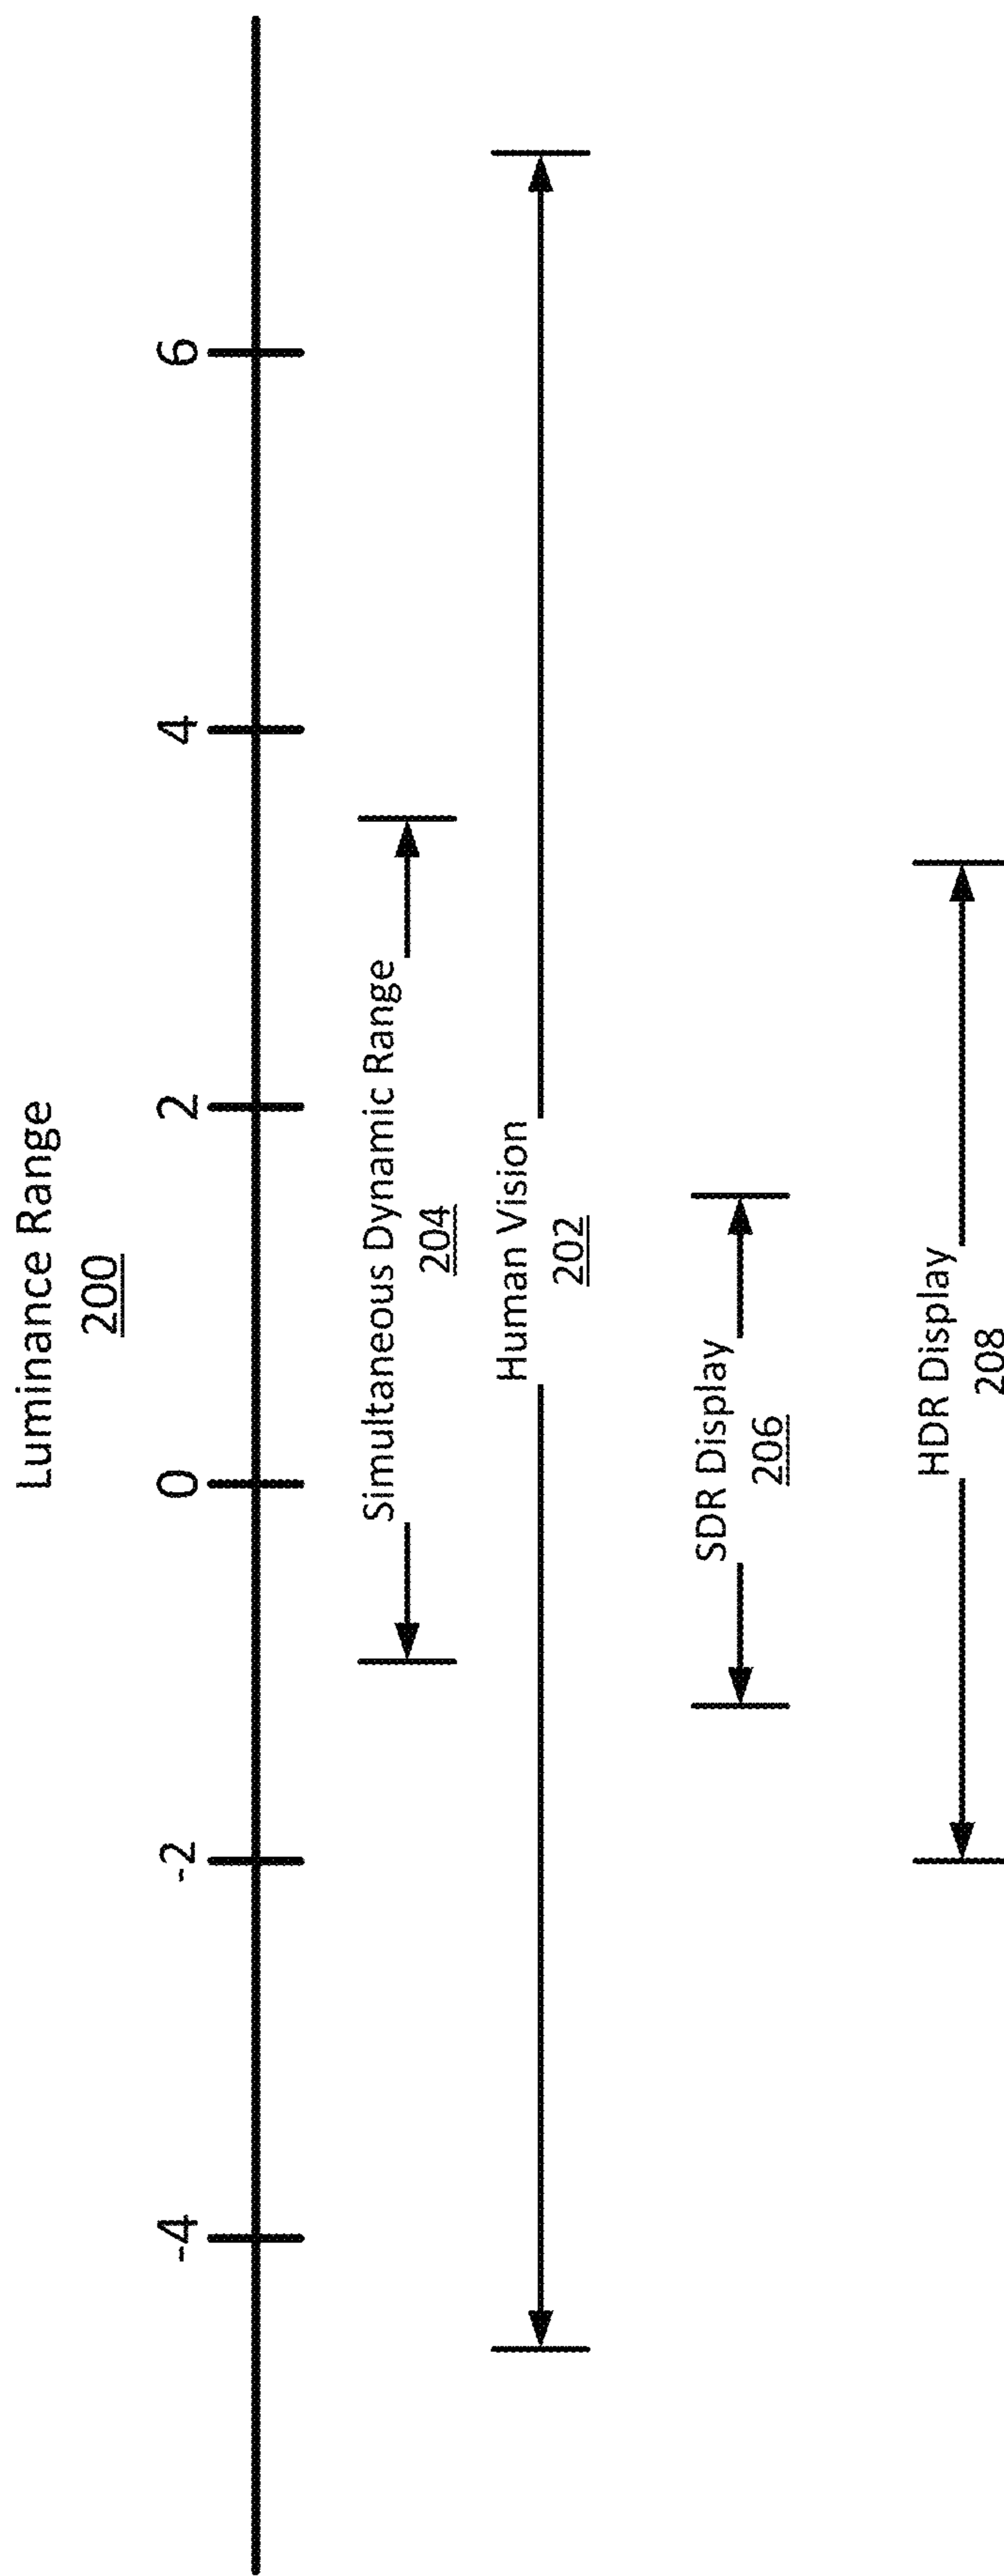 Luminance Range
200
-4 -2 0 2 4 6
Simultaneous Dynamic Range
204
Human Vision
202
SDR Display
206
HDR Display
208